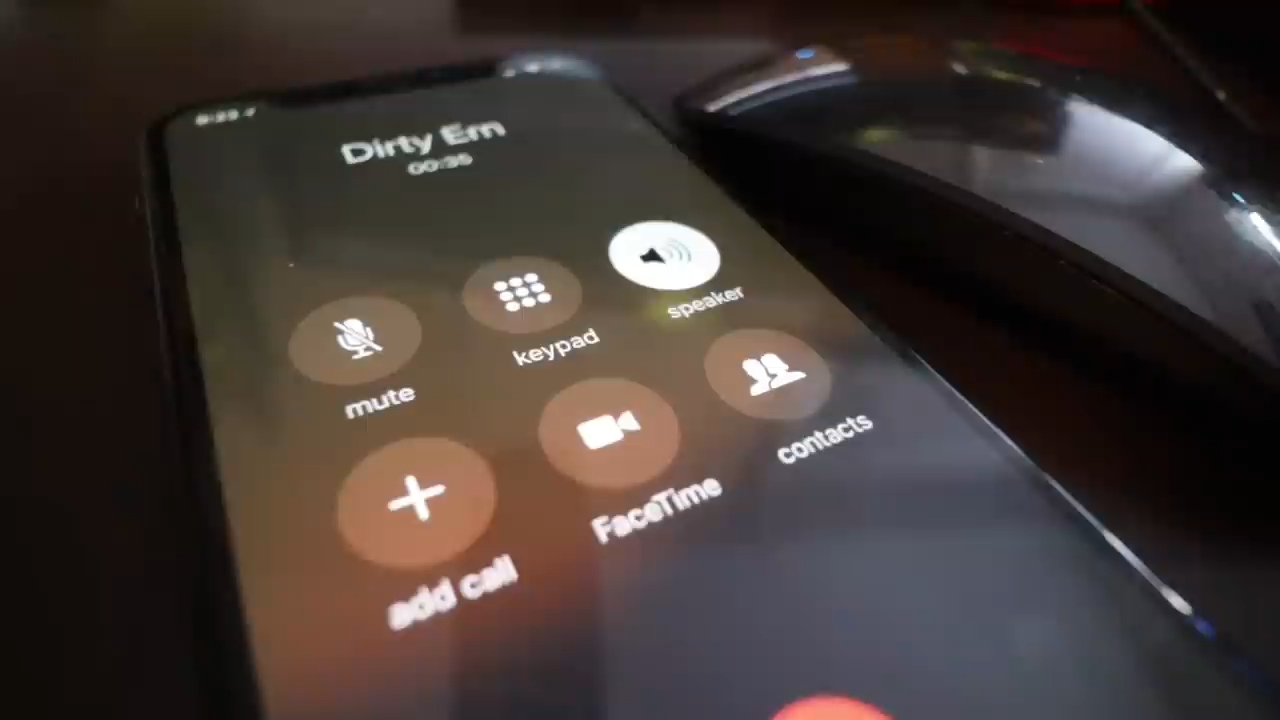 Dirty Em
00:35
mute
keypad
speaker
add call
FaceTime
contacts